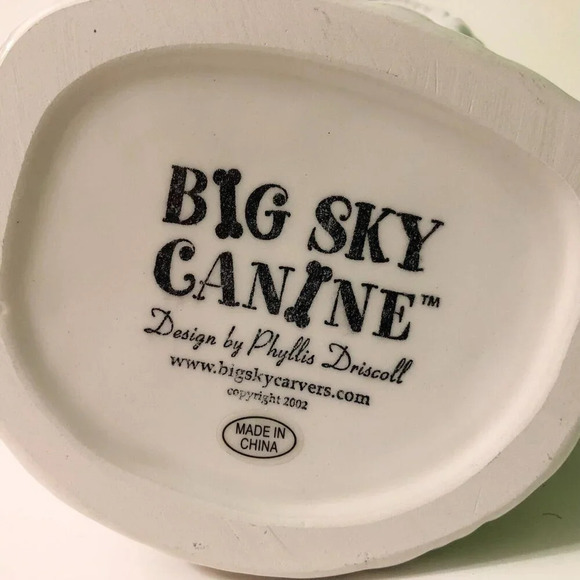 BIG SKY
CANINE™
Design by Phyllis Driscoll
www.bigskycarvers.com
copyright 2002
MADE IN
CHINA